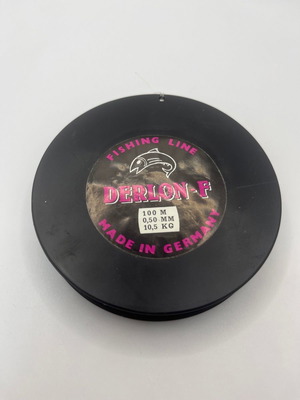 FISHING LINE
DERLON-F
100 M
0,50 MM
10,5 KG
MADE IN GERMANY